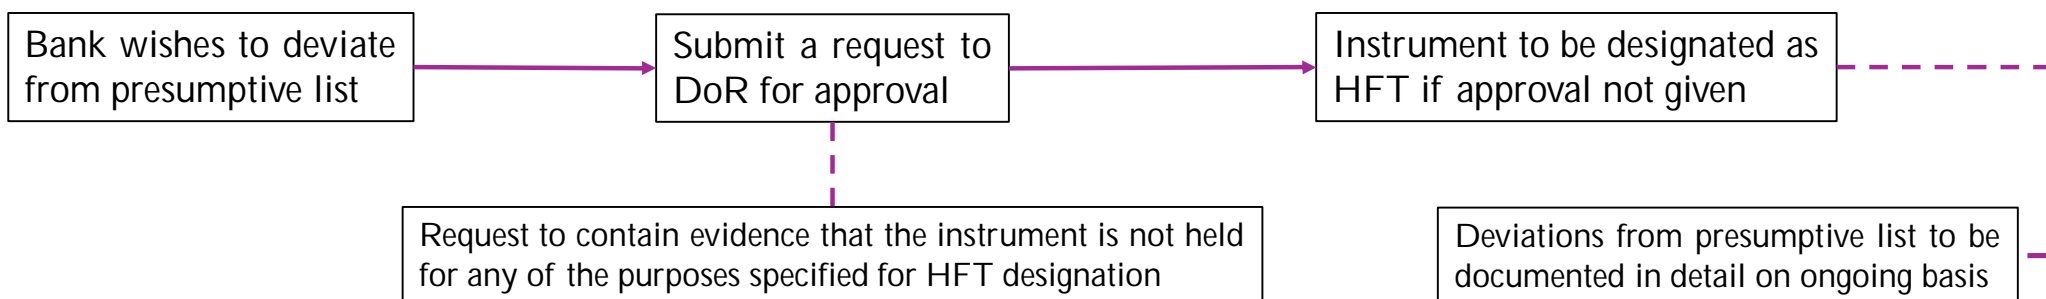 Bank wishes to deviate
from presumptive list
Submit a request to
DoR for approval
Instrument to be designated as
HFT if approval not given
Request to contain evidence that the instrument is not held
for any of the purposes specified for HFT designation
Deviations from presumptive list to be
documented in detail on ongoing basis